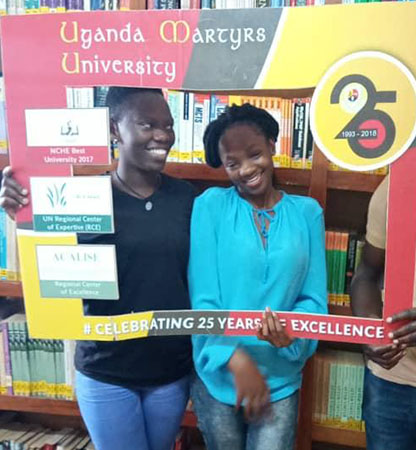 Uganda Martyrs
University
25
1993 - 2018
NCHE Best
University 2017
UN Regional Center
of Expertise (RCE)
ACALISE
Regional Center
of Excellence
# CELEBRATING 25 YEARS OF EXCELLENCE